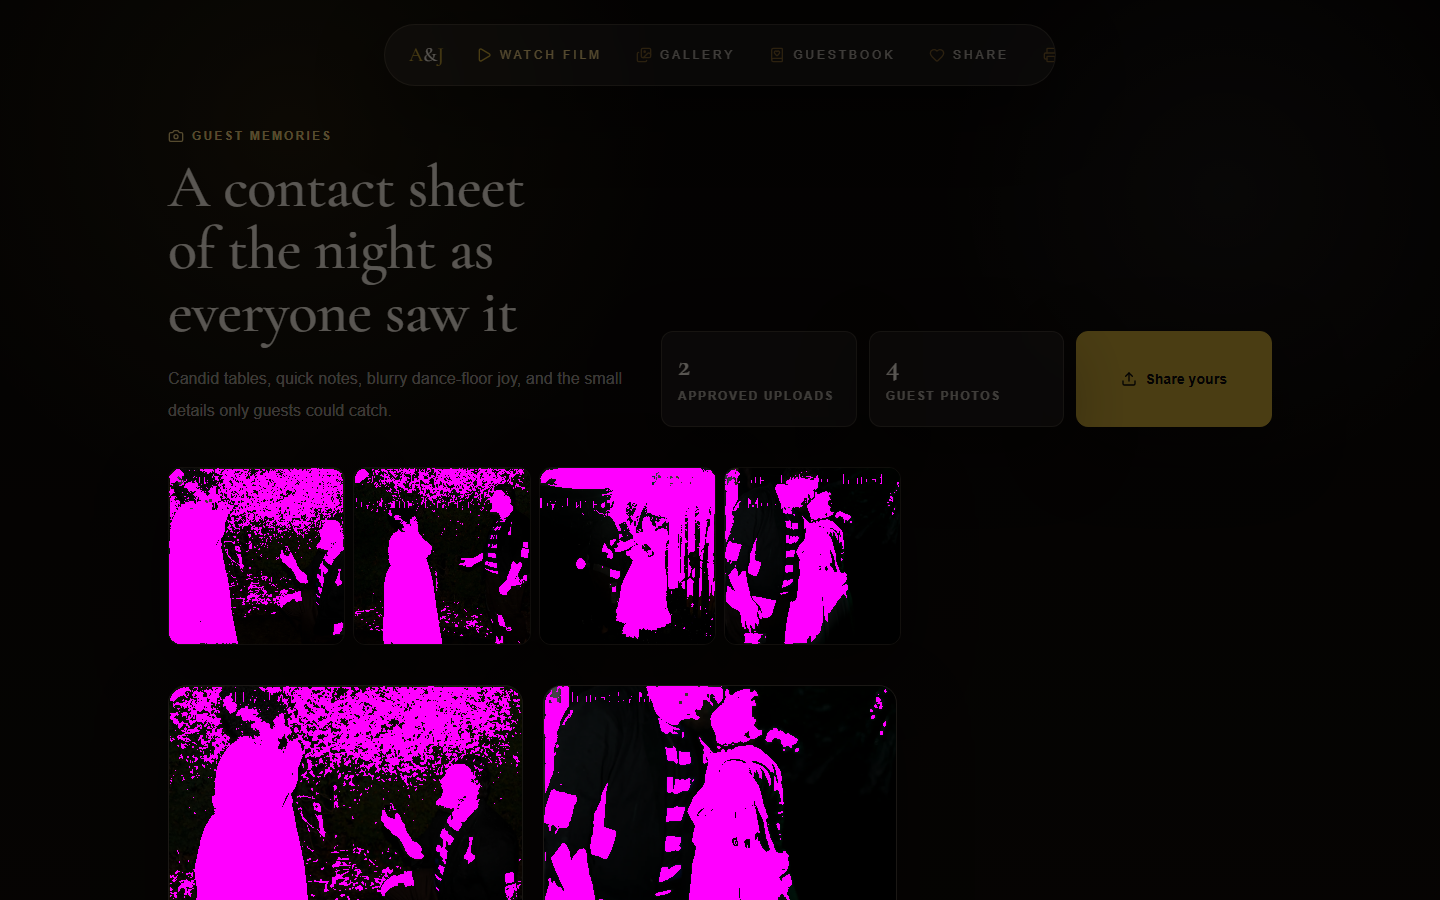 A&J
WATCH FILM
GALLERY
GUESTBOOK
SHARE
GUEST MEMORIES
A contact sheet
of the night as
everyone saw it
Candid tables, quick notes, blurry dance-floor joy, and the small
details only guests could catch.
2
APPROVED UPLOADS
4
GUEST PHOTOS
Share yours